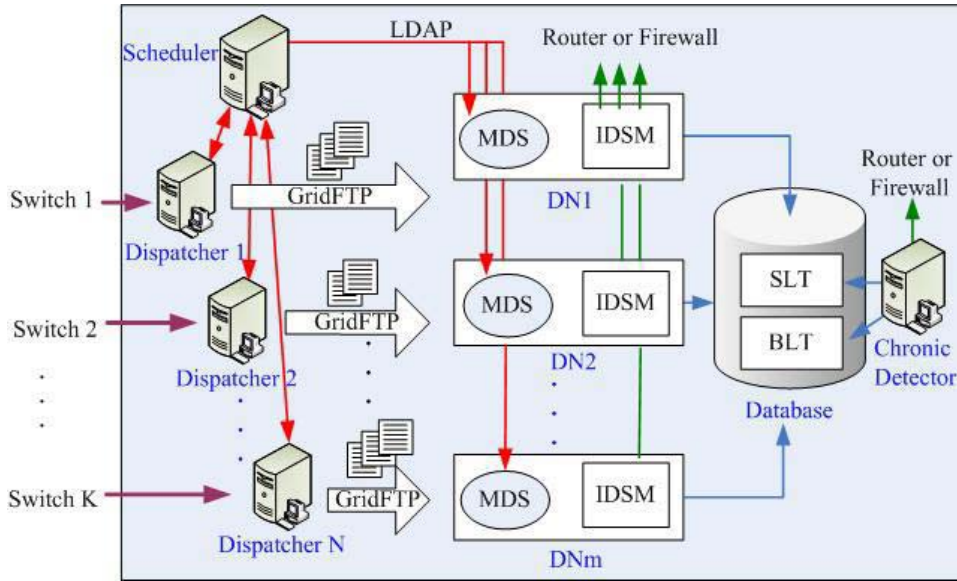 LDAP
Scheduler
Router or Firewall
MDS
IDSM
DN1
Switch 1
GridFTP
Dispatcher 1
Router or
Firewall
Switch 2
GridFTP
Dispatcher 2
MDS
IDSM
DN2
SLT
BLT
Chronic
Detector
Database
Switch K
GridFTP
Dispatcher N
MDS
IDSM
DNm